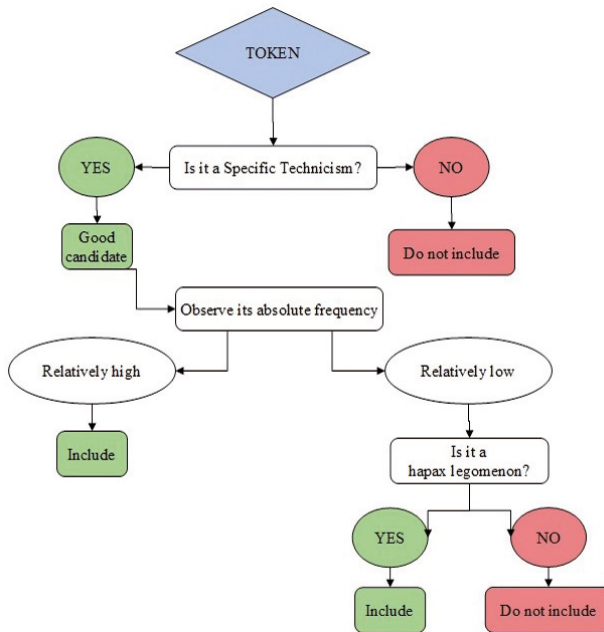 TOKEN
YES
Is it a Specific Technicism?
NO
Good
candidate
Do not include
Observe its absolute frequency
Relatively high
Relatively low
Include
Is it a
hapax legomenon?
YES
NO
Include
Do not include